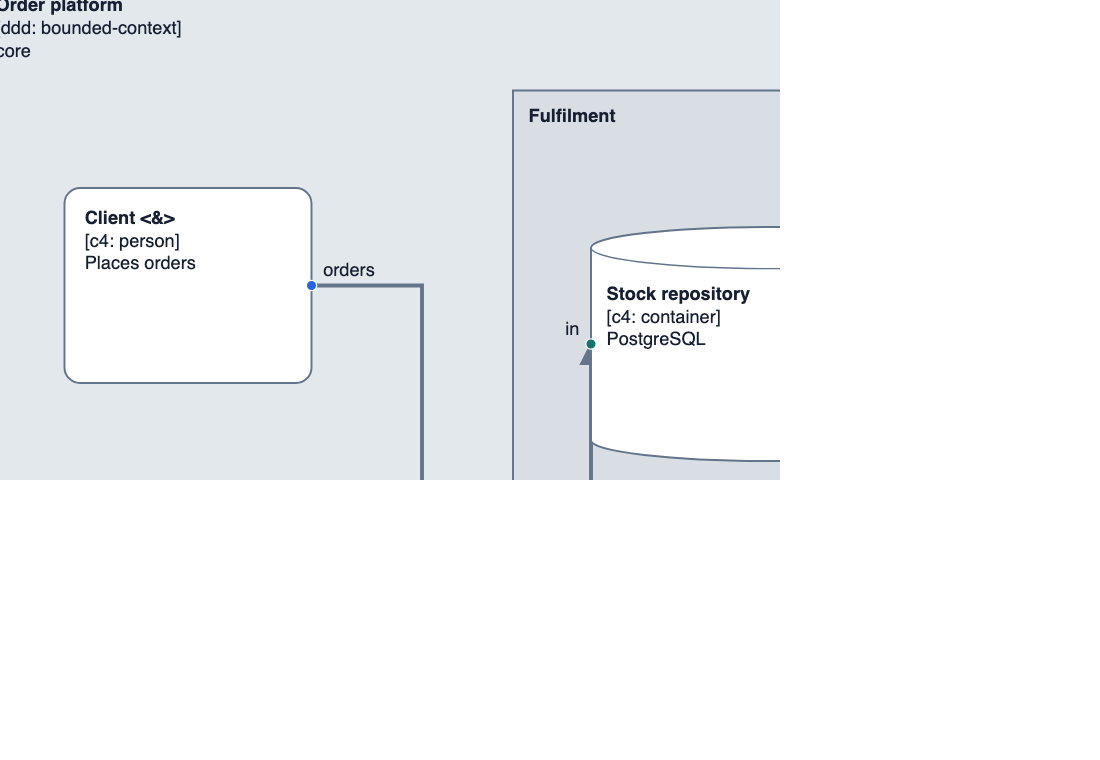 Order platform
[ddd: bounded-context]
core
Fulfilment
Client <&>
[c4: person]
Places orders
orders
Stock repository
[c4: container]
PostgreSQL
in